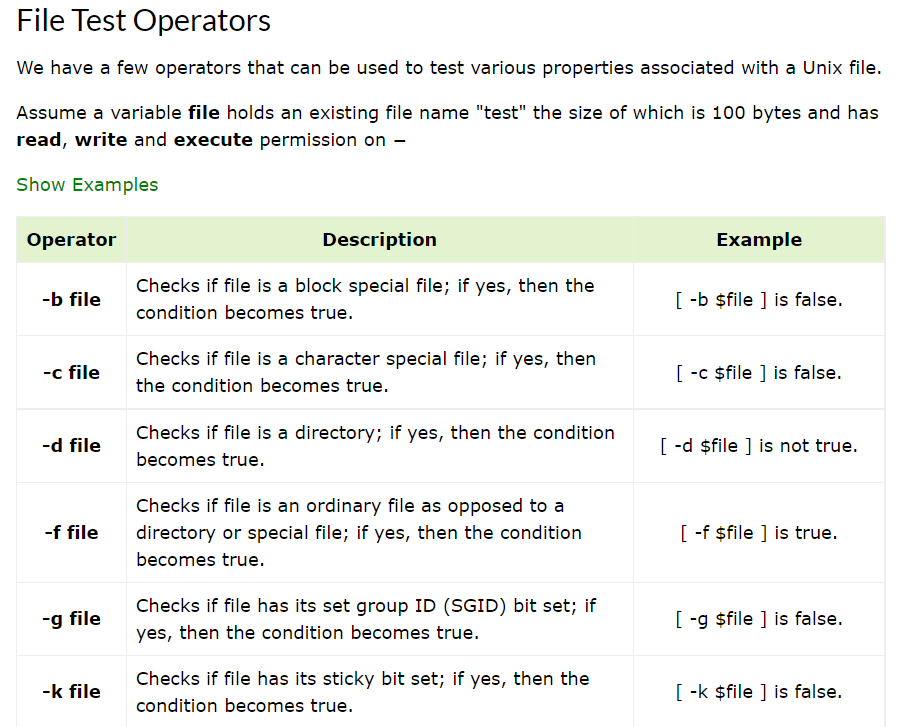 File Test Operators
We have a few operators that can be used to test various properties associated with a Unix file.
Assume a variable file holds an existing file name "test" the size of which is 100 bytes and has
read, write and execute permission on −
Show Examples
Operator Description Example
-b file
Checks if file is a block special file; if yes, then the
condition becomes true.
[ -b $file ] is false.
-c file
Checks if file is a character special file; if yes, then
the condition becomes true.
[ -c $file ] is false.
-d file
Checks if file is a directory; if yes, then the condition
becomes true.
[ -d $file ] is not true.
-f file
Checks if file is an ordinary file as opposed to a
directory or special file; if yes, then the condition
becomes true.
[ -f $file ] is true.
-g file
Checks if file has its set group ID (SGID) bit set; if
yes, then the condition becomes true.
[ -g $file ] is false.
-k file
Checks if file has its sticky bit set; if yes, then the
condition becomes true.
[ -k $file ] is false.